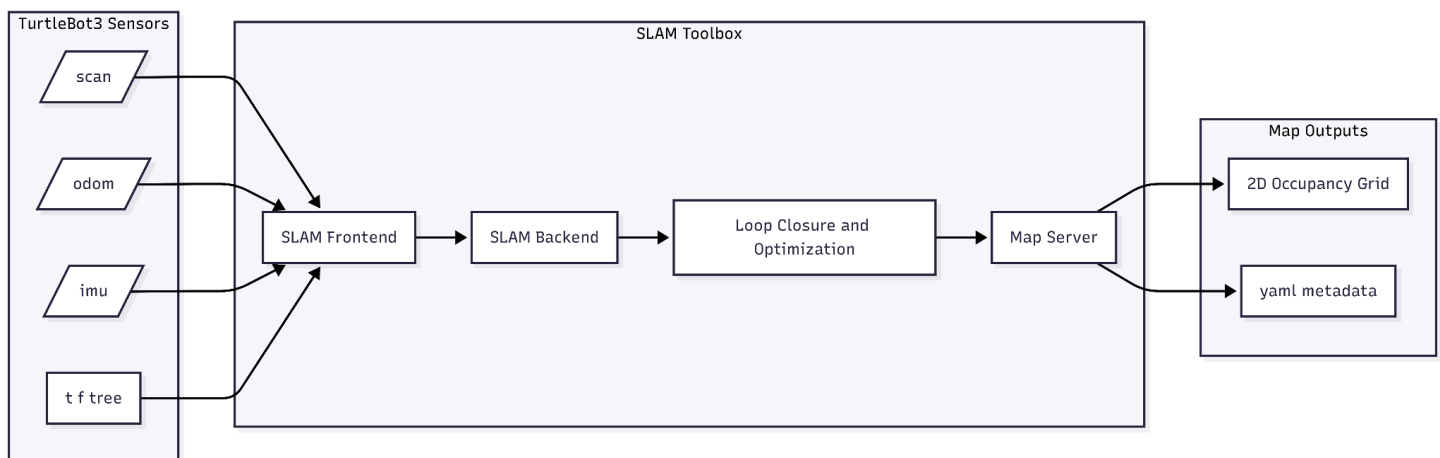 TurtleBot3 Sensors
scan
odom
imu
t f tree
SLAM Toolbox
SLAM Frontend
SLAM Backend
Loop Closure and
Optimization
Map Server
Map Outputs
2D Occupancy Grid
yaml metadata